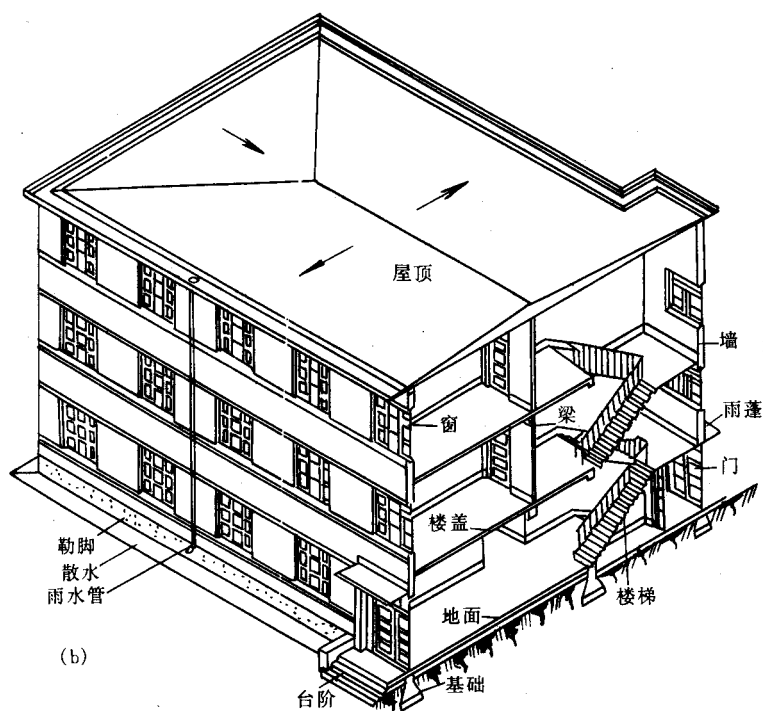 屋顶
墙
雨蓬
窗
梁
门
楼盖
勒脚
散水
雨水管
楼梯
地面
(b)
基础
台阶